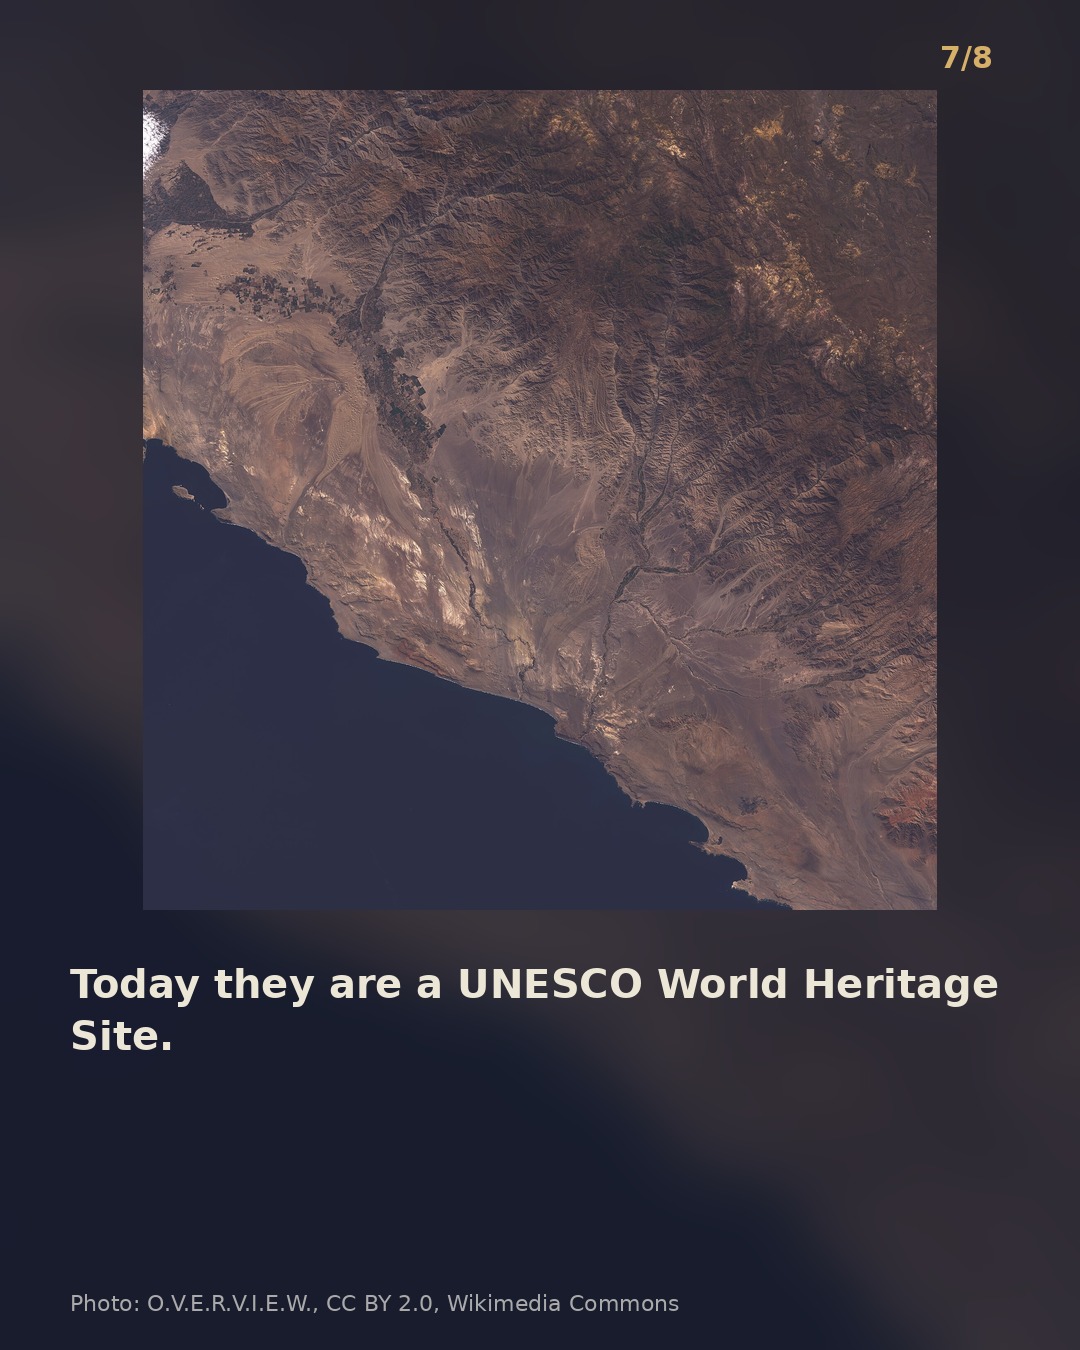 7/8
Today they are a UNESCO World Heritage
Site.
Photo: O.V.E.R.V.I.E.W., CC BY 2.0, Wikimedia Commons